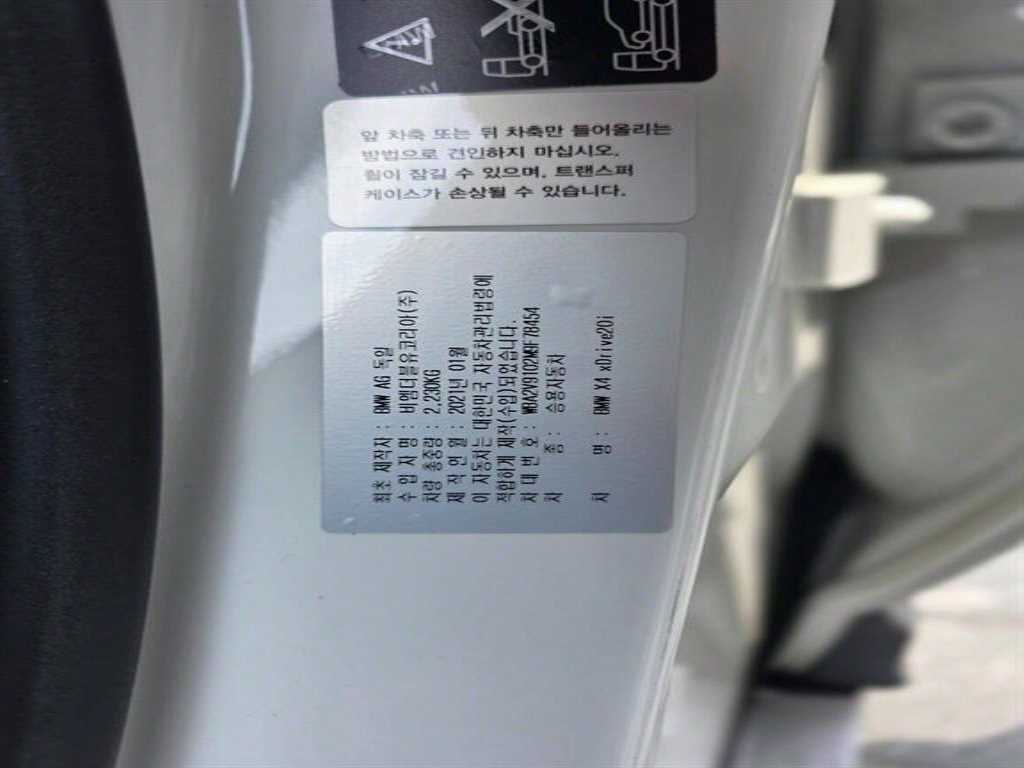 앞 차축 또는 뒤 차축만 들어올리는
방법으로 견인하지 마십시오.
휠이 잠길 수 있으며, 트랜스퍼
케이스가 손상될 수 있습니다.
최초 제작자 : BMW AG 독일
수 입 자 명 : 비엠더블유코리아(주)
차량 총중량 : 2,230KG
제 작 연 월 : 2021년 01월
이 자동차는 대한민국 자동차관리법령에
적합하게 제작(수입)되었습니다.
차 대 번 호 : WBA2V9102M9F78454
차 종 : 승용자동차
차 명 : BMW X4 xDrive20i